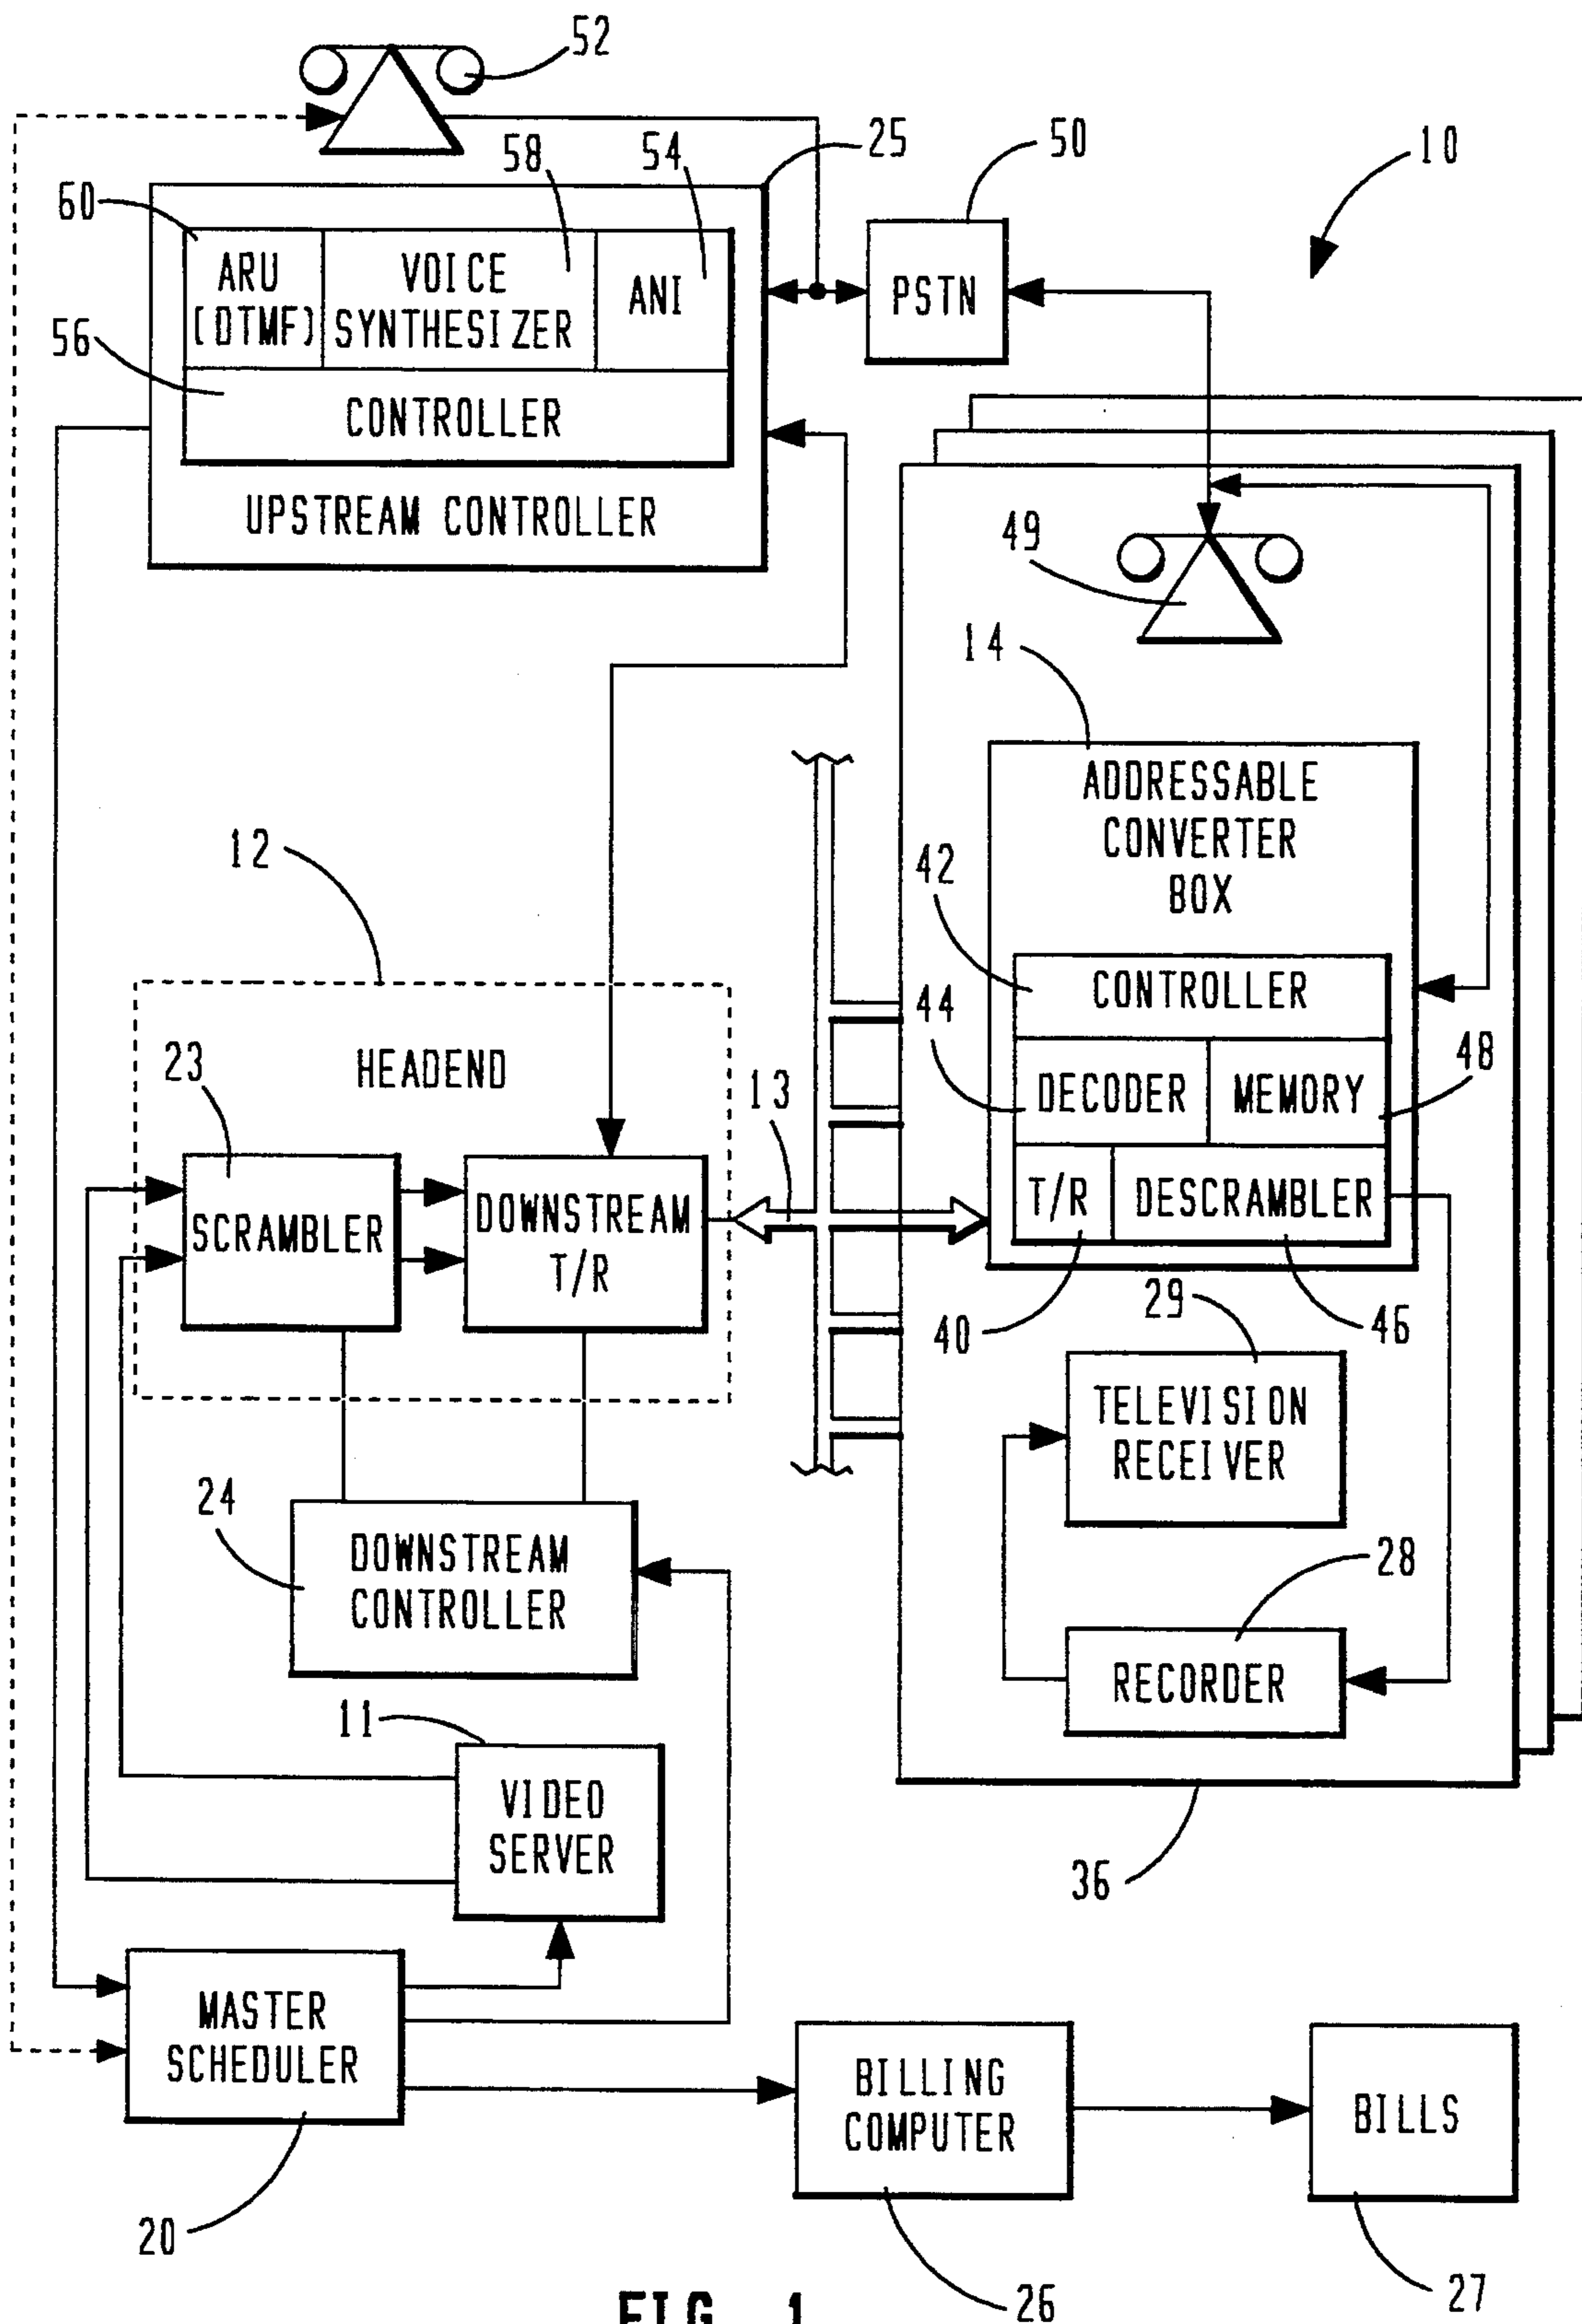 52
25
50
10
58
54
60
ARU
(DTMF)
VOICE
SYNTHESIZER
ANI
PSTN
56
CONTROLLER
UPSTREAM CONTROLLER
49
14
ADDRESSABLE
CONVERTER
BOX
12
42
CONTROLLER
44
48
DECODER
MEMORY
HEADEND
23
13
SCRAMBLER
DOWNSTREAM
T/R
T/R
DESCRAMBLER
40
29
46
TELEVISION
RECEIVER
24
DOWNSTREAM
CONTROLLER
28
RECORDER
11
VIDEO
SERVER
36
MASTER
SCHEDULER
BILLING
COMPUTER
BILLS
20
26
27
FIG. 1